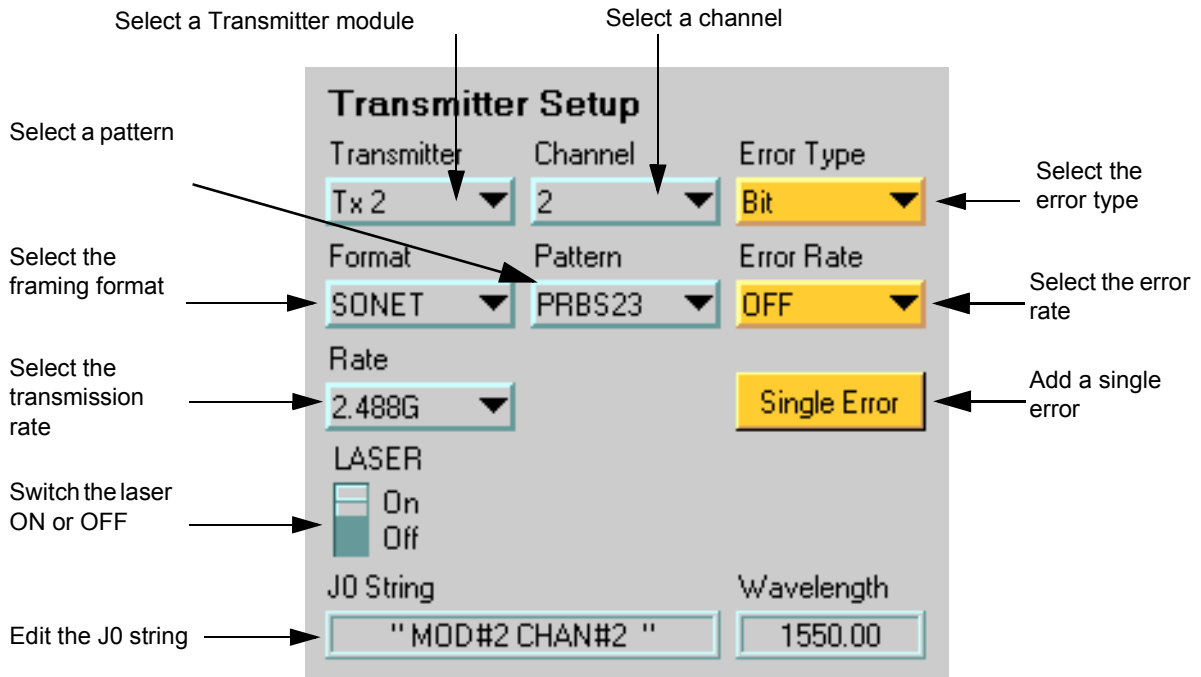 Select a Transmitter module
Select a channel
Transmitter Setup
Select a pattern
Transmitter
Channel
Error Type
Tx 2
2
Bit
Select the
error type
Select the
framing format
Format
Pattern
Error Rate
SONET
PRBS23
OFF
Select the error
rate
Select the
transmission
rate
Rate
2.488G
Single Error
Add a single
error
LASER
Switch the laser
ON or OFF
On
Off
J0 String
Wavelength
Edit the J0 string
" MOD#2 CHAN#2 "
1550.00